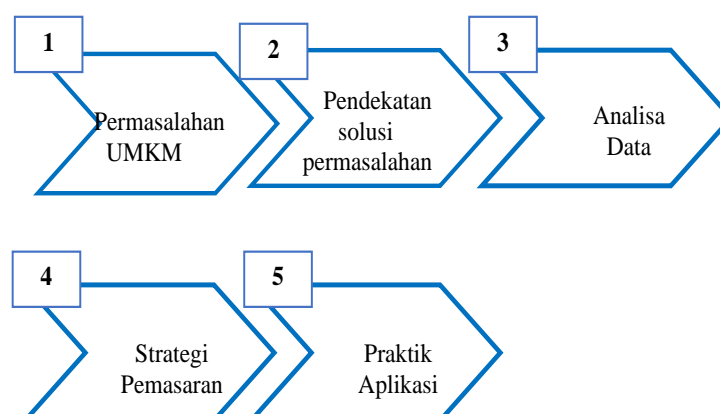 1
Permasalahan
UMKM
2
Pendekatan
solusi
permasalahan
3
Analisa
Data
4
Strategi
Pemasaran
5
Praktik
Aplikasi